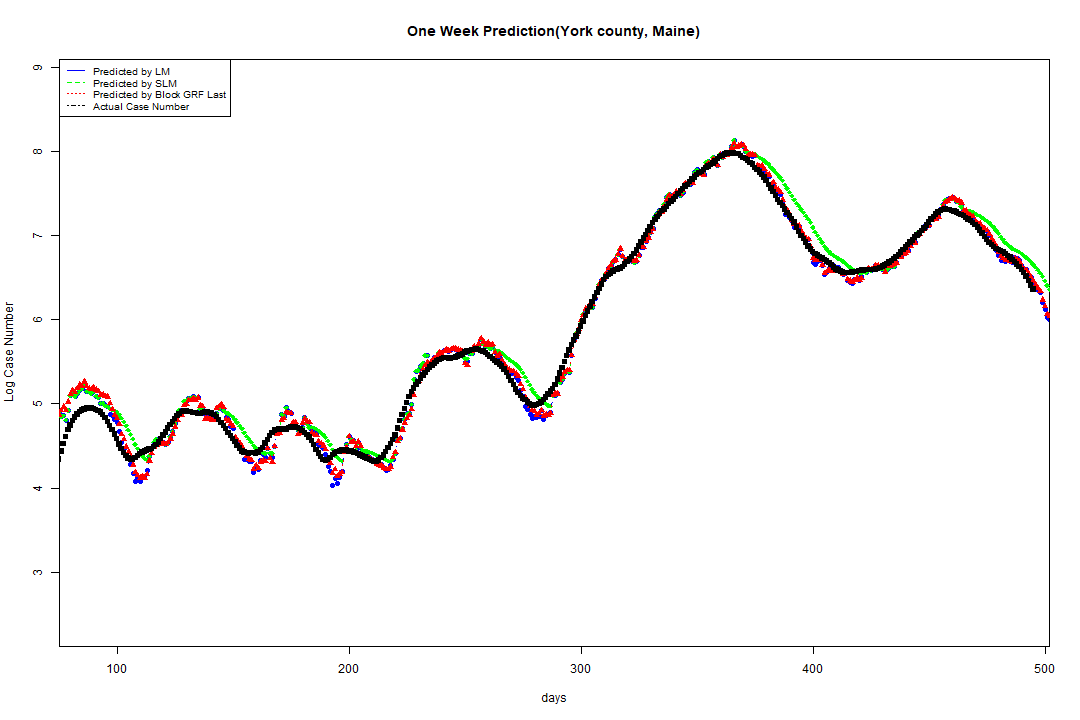 One Week Prediction(York county, Maine)
Predicted by LM
Predicted by SLM
Predicted by Block GRF Last
Actual Case Number
Log Case Number
9
8
7
6
5
4
3
100 200 300 400 500
days